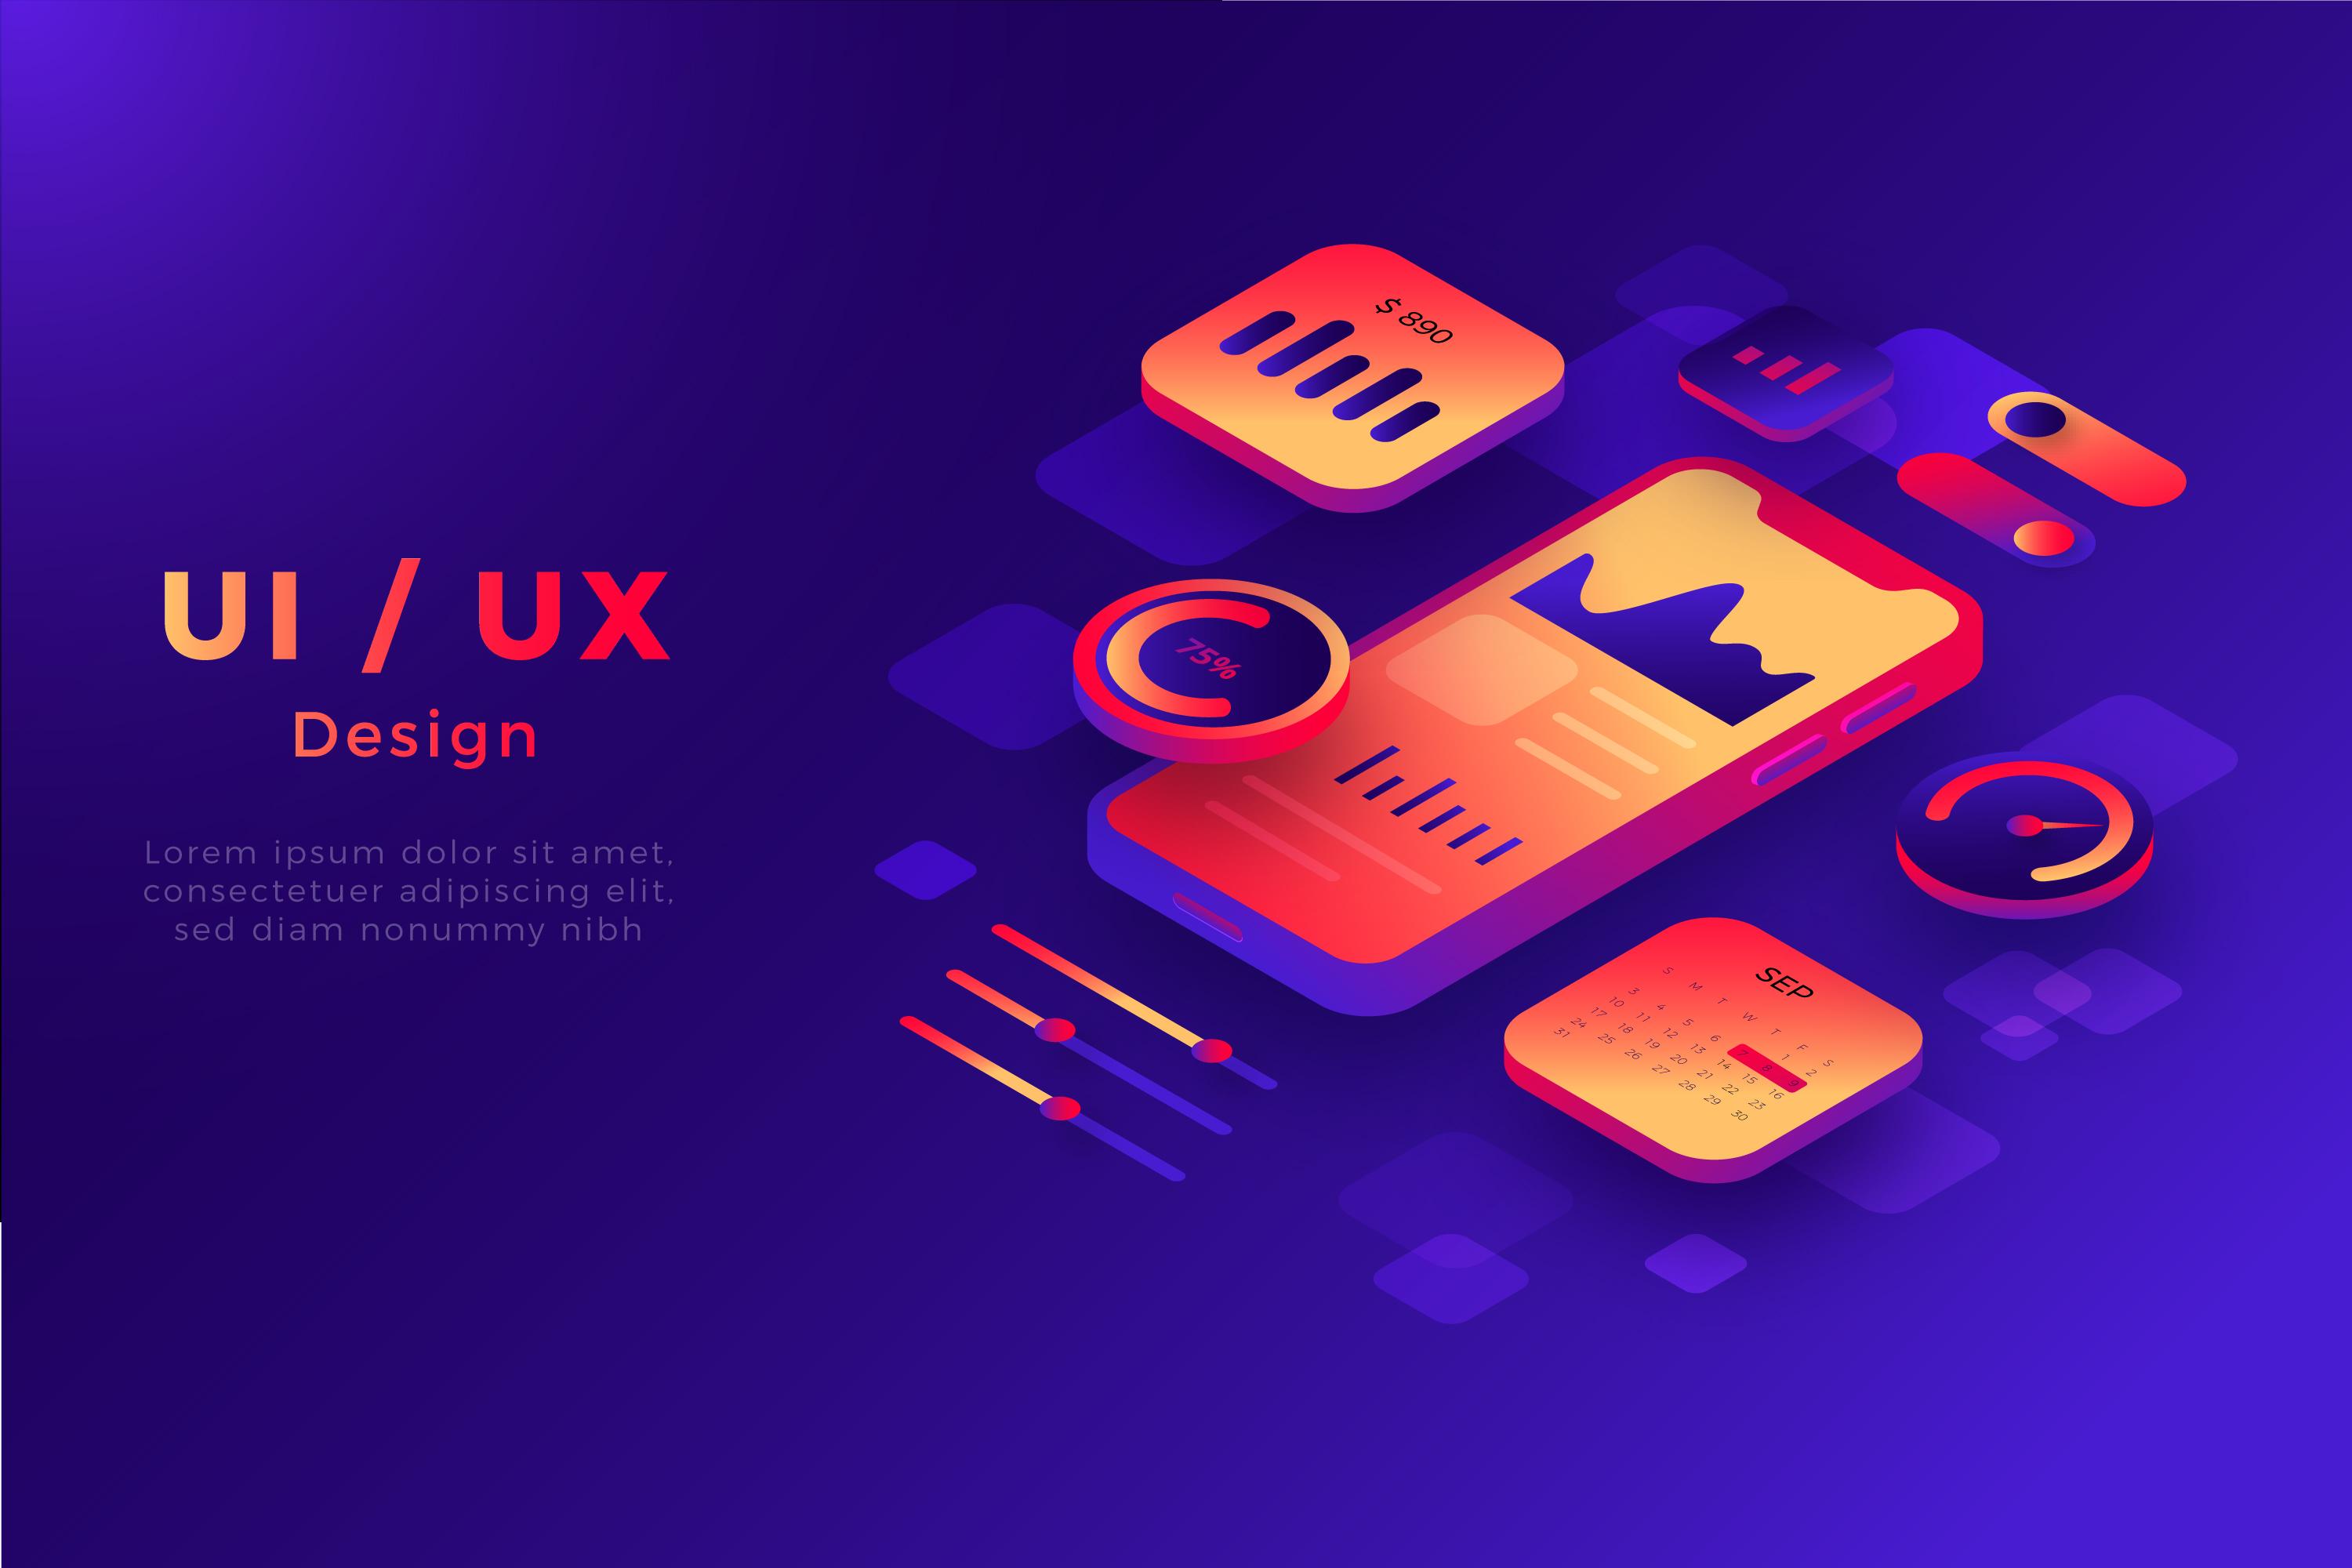 UI / UX
Design
Lorem ipsum dolor sit amet,
consectetuer adipiscing elit,
sed diam nonummy nibh
$ 890
75%
SEP
S M T W T F S
1 2
3 4 5 6 7 8 9
10 11 12 13 14 15 16
17 18 19 20 21 22 23
24 25 26 27 28 29 30
31